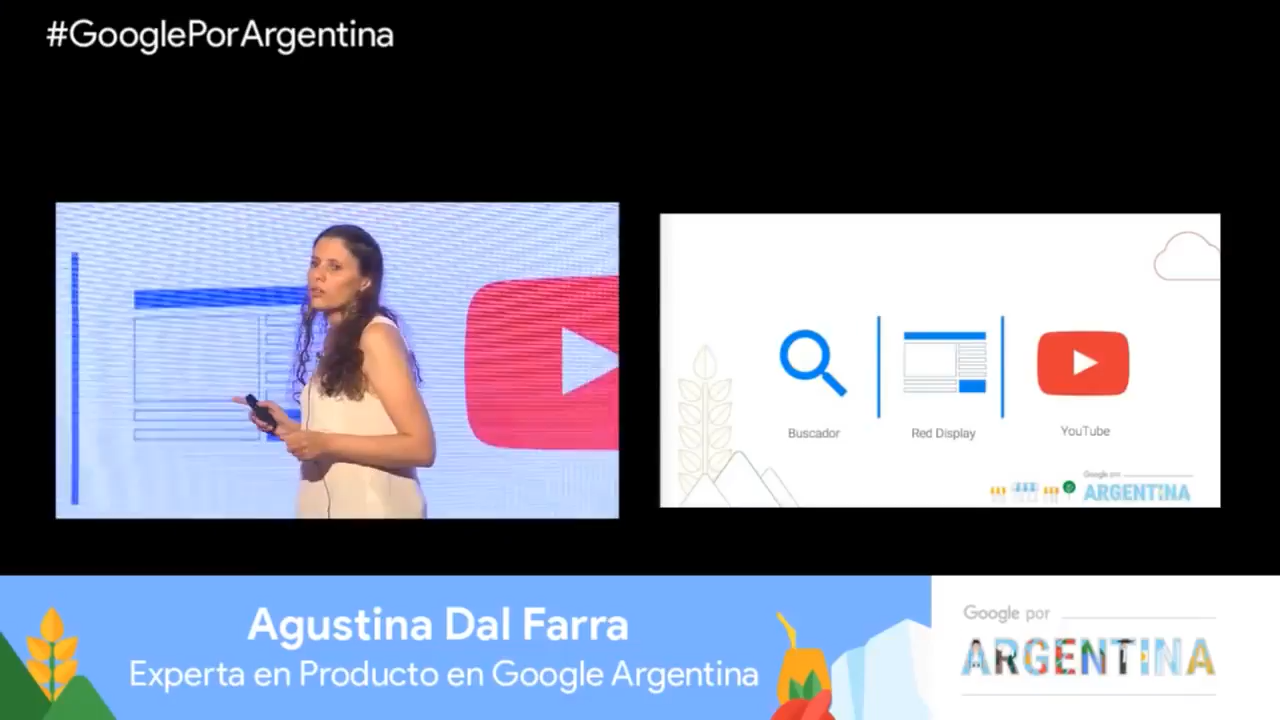 #GooglePorArgentina
Buscador
Red Display
YouTube
Google por
ARGENTINA
Agustina Dal Farra
Experta en Producto en Google Argentina
Google por
ARGENTINA